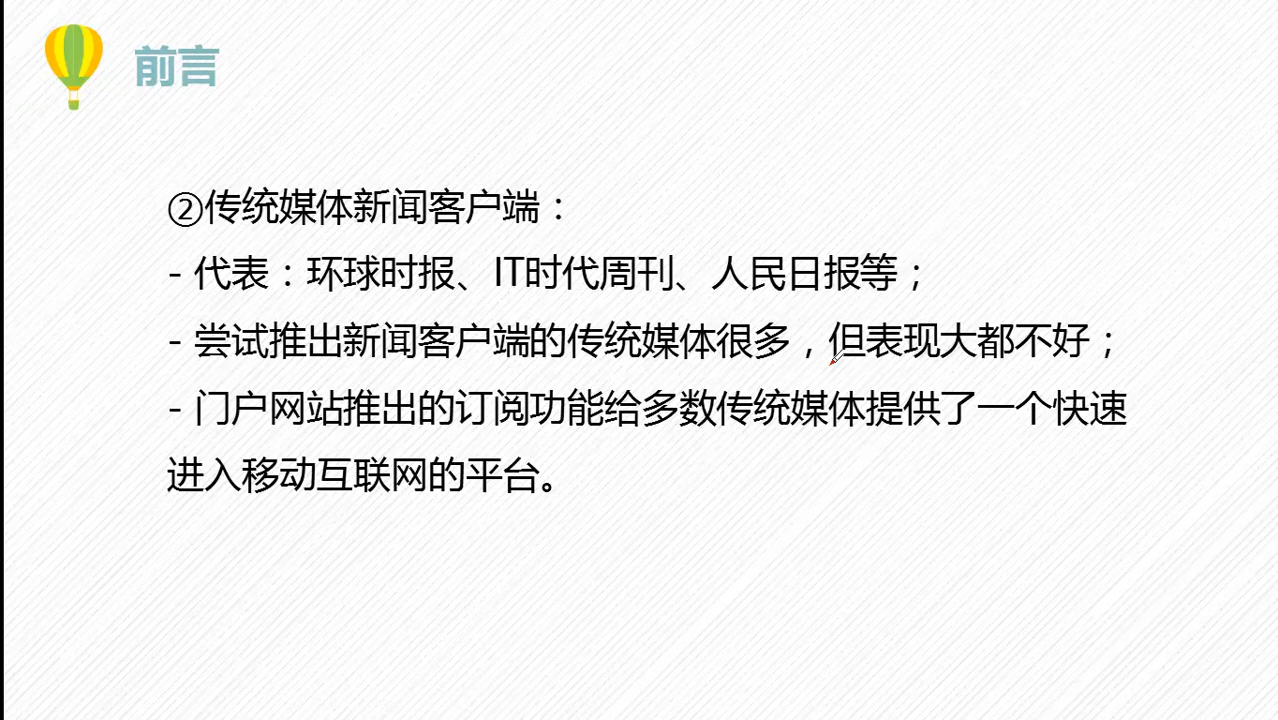 前言
②传统媒体新闻客户端：
- 代表：环球时报、IT时代周刊、人民日报等；
- 尝试推出新闻客户端的传统媒体很多，但表现大都不好；
- 门户网站推出的订阅功能给多数传统媒体提供了一个快速
进入移动互联网的平台。